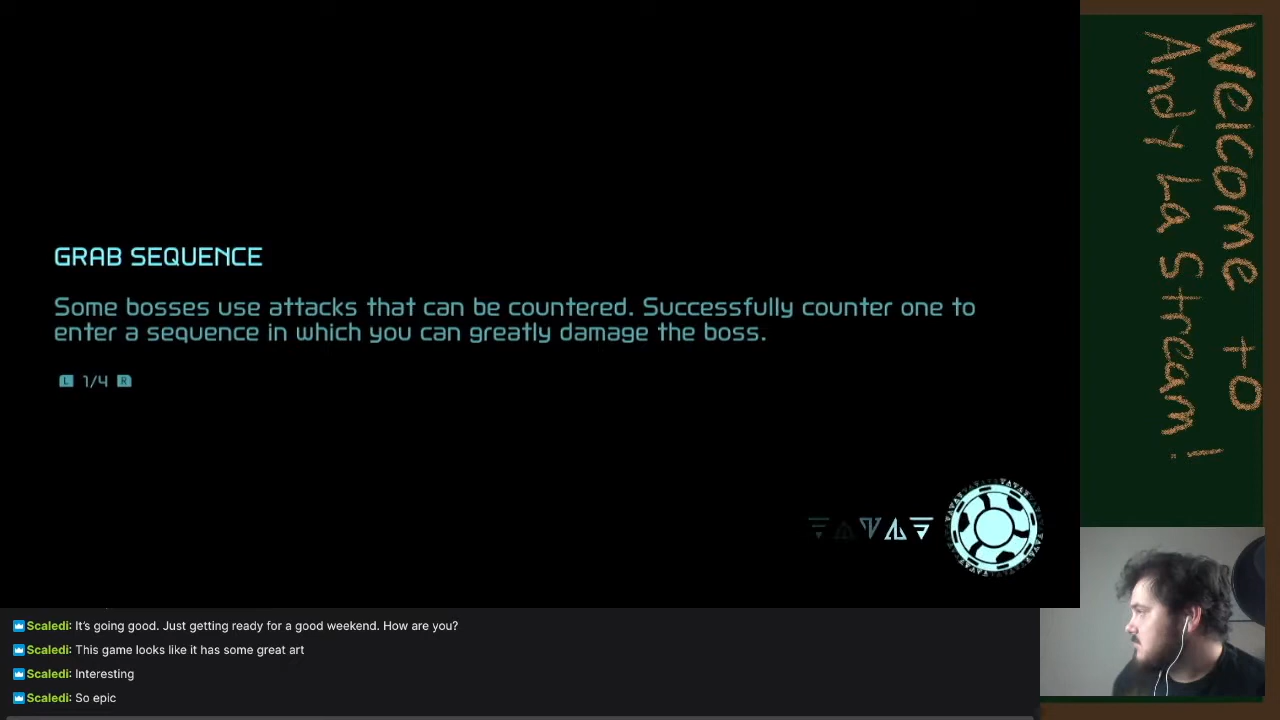 GRAB SEQUENCE
Some bosses use attacks that can be countered. Successfully counter one to
enter a sequence in which you can greatly damage the boss.
L 1/4 R
Welcome to
Andy La Stream!
Scaledi: It's going good. Just getting ready for a good weekend. How are you?
Scaledi: This game looks like it has some great art
Scaledi: Interesting
Scaledi: So epic